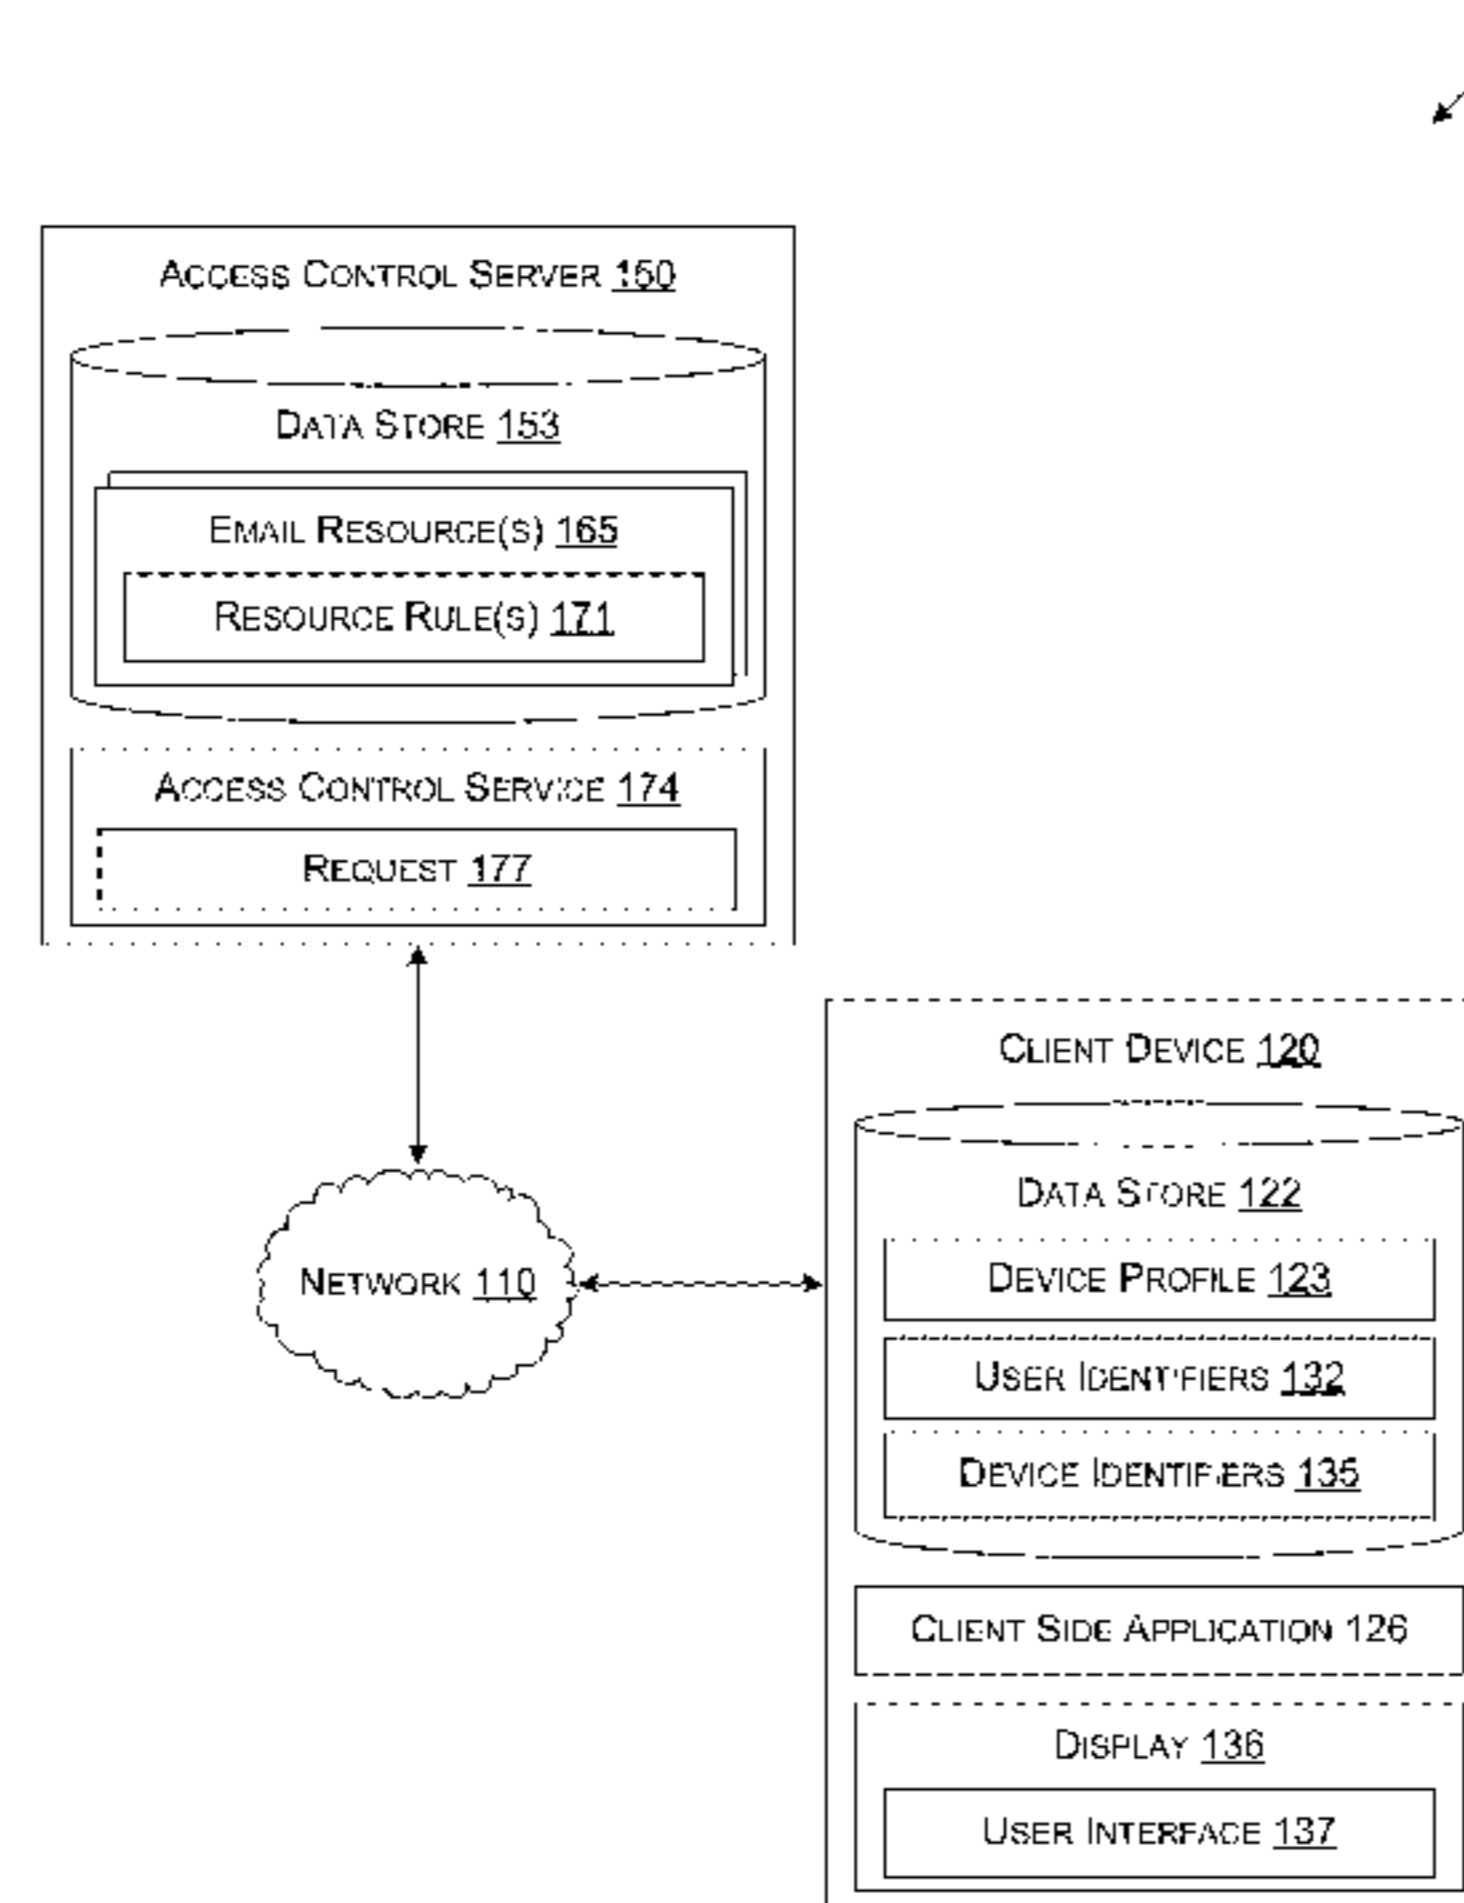 ACCESS CONTROL SERVER 150
DATA STORE 153
EMAIL RESOURCE(S) 165
RESOURCE RULE(S) 171
ACCESS CONTROL SERVICE 174
REQUEST 177
CLIENT DEVICE 120
DATA STORE 122
DEVICE PROFILE 123
NETWORK 110
USER IDENTIFIERS 132
DEVICE IDENTIFIERS 135
CLIENT SIDE APPLICATION 126
DISPLAY 136
USER INTERFACE 137